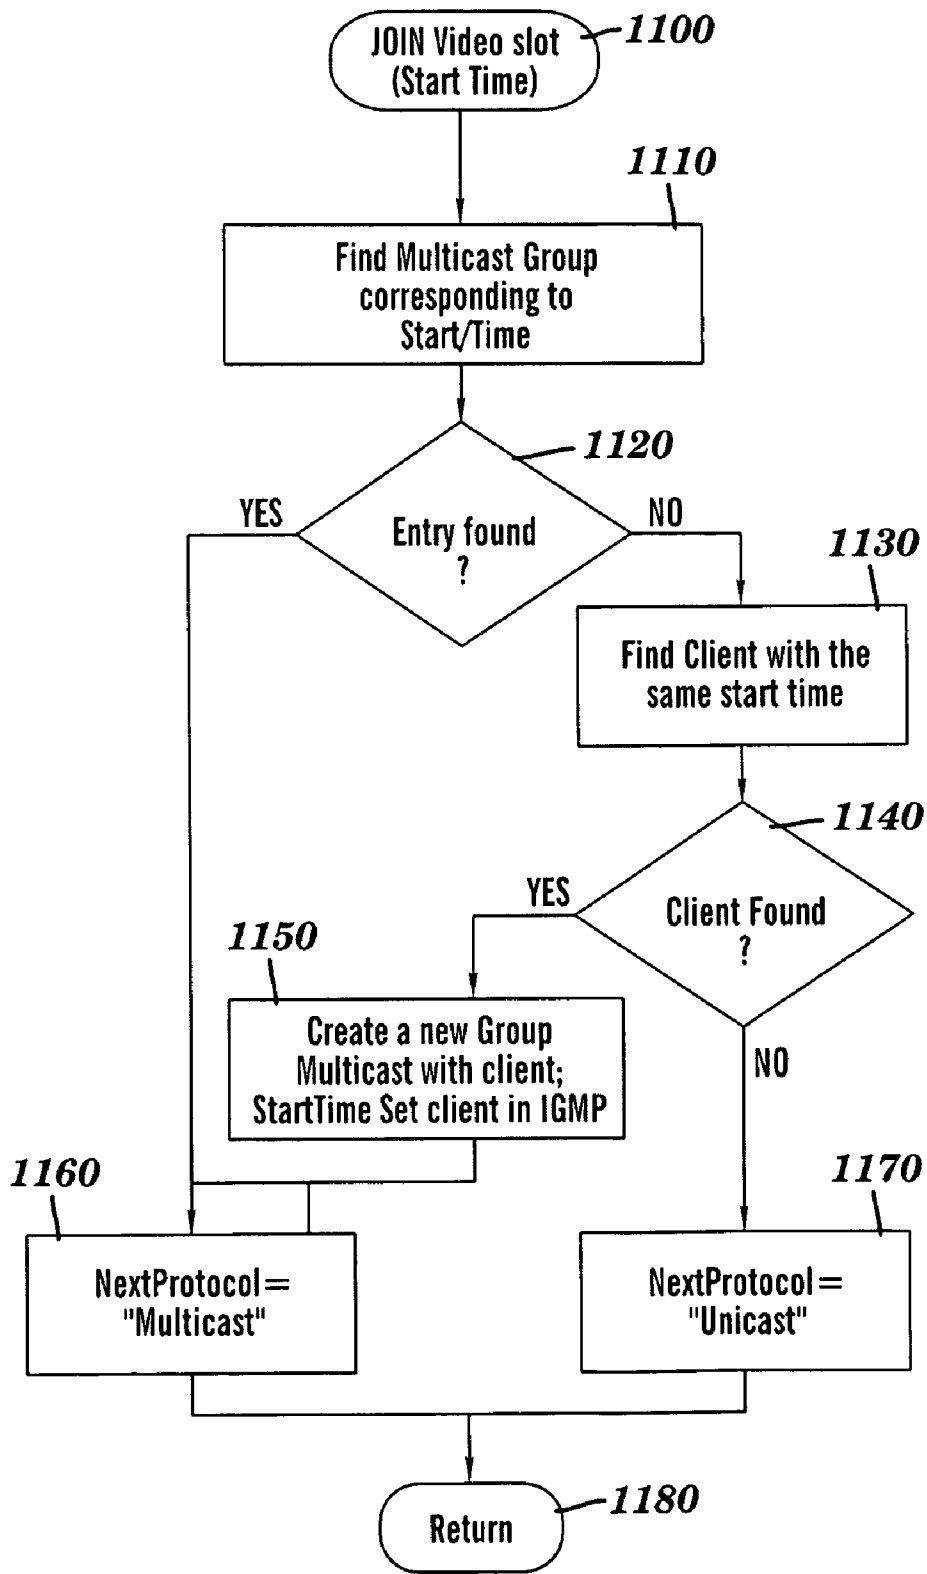 JOIN Video slot
(Start Time)
1100
1110
Find Multicast Group
corresponding to
Start/Time
1120
YES
NO
Entry found
?
1130
Find Client with the
same start time
1140
YES
Client Found
?
1150
Create a new Group
Multicast with client;
StartTime Set client in IGMP
NO
1160
1170
NextProtocol=
"Multicast"
NextProtocol=
"Unicast"
1180
Return